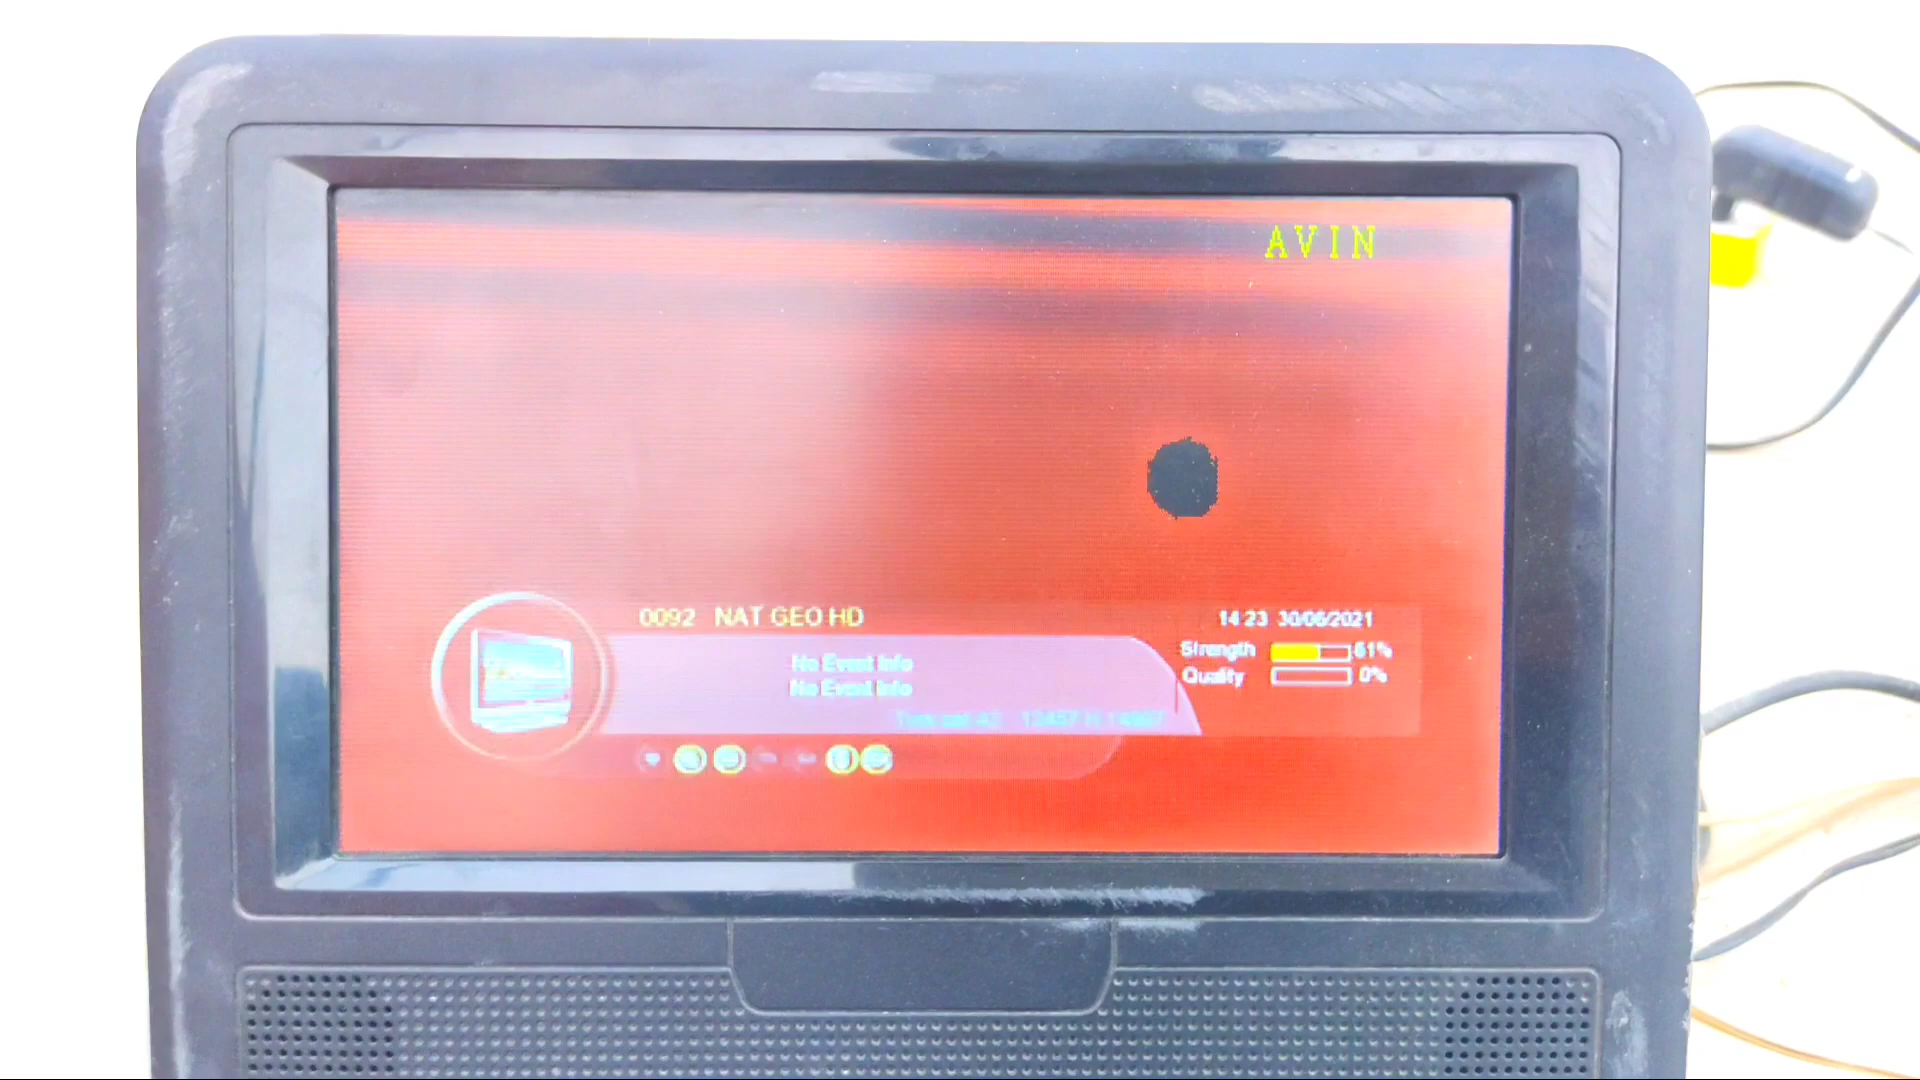 AVIN
0092 NAT GEO HD
14:23 30/06/2021
No Event Info
No Event Info
Strength 61%
Quality 0%